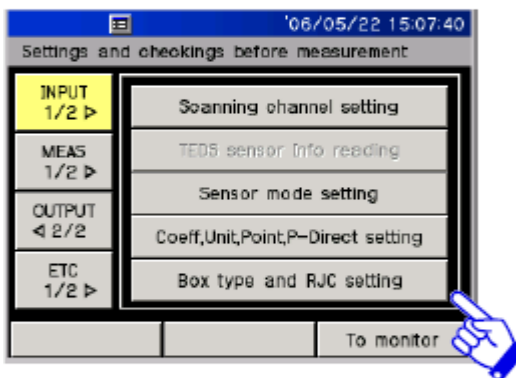 '06/05/22 15:07:40
Settings and checkings before measurement
INPUT
1/2 ▷
MEAS
1/2 ▷
OUTPUT
◁ 2/2
ETC
1/2 ▷
Scanning channel setting
TEDS sensor Info reading
Sensor mode setting
Coeff,Unit,Point,P-Direct setting
Box type and RJC setting
To monitor